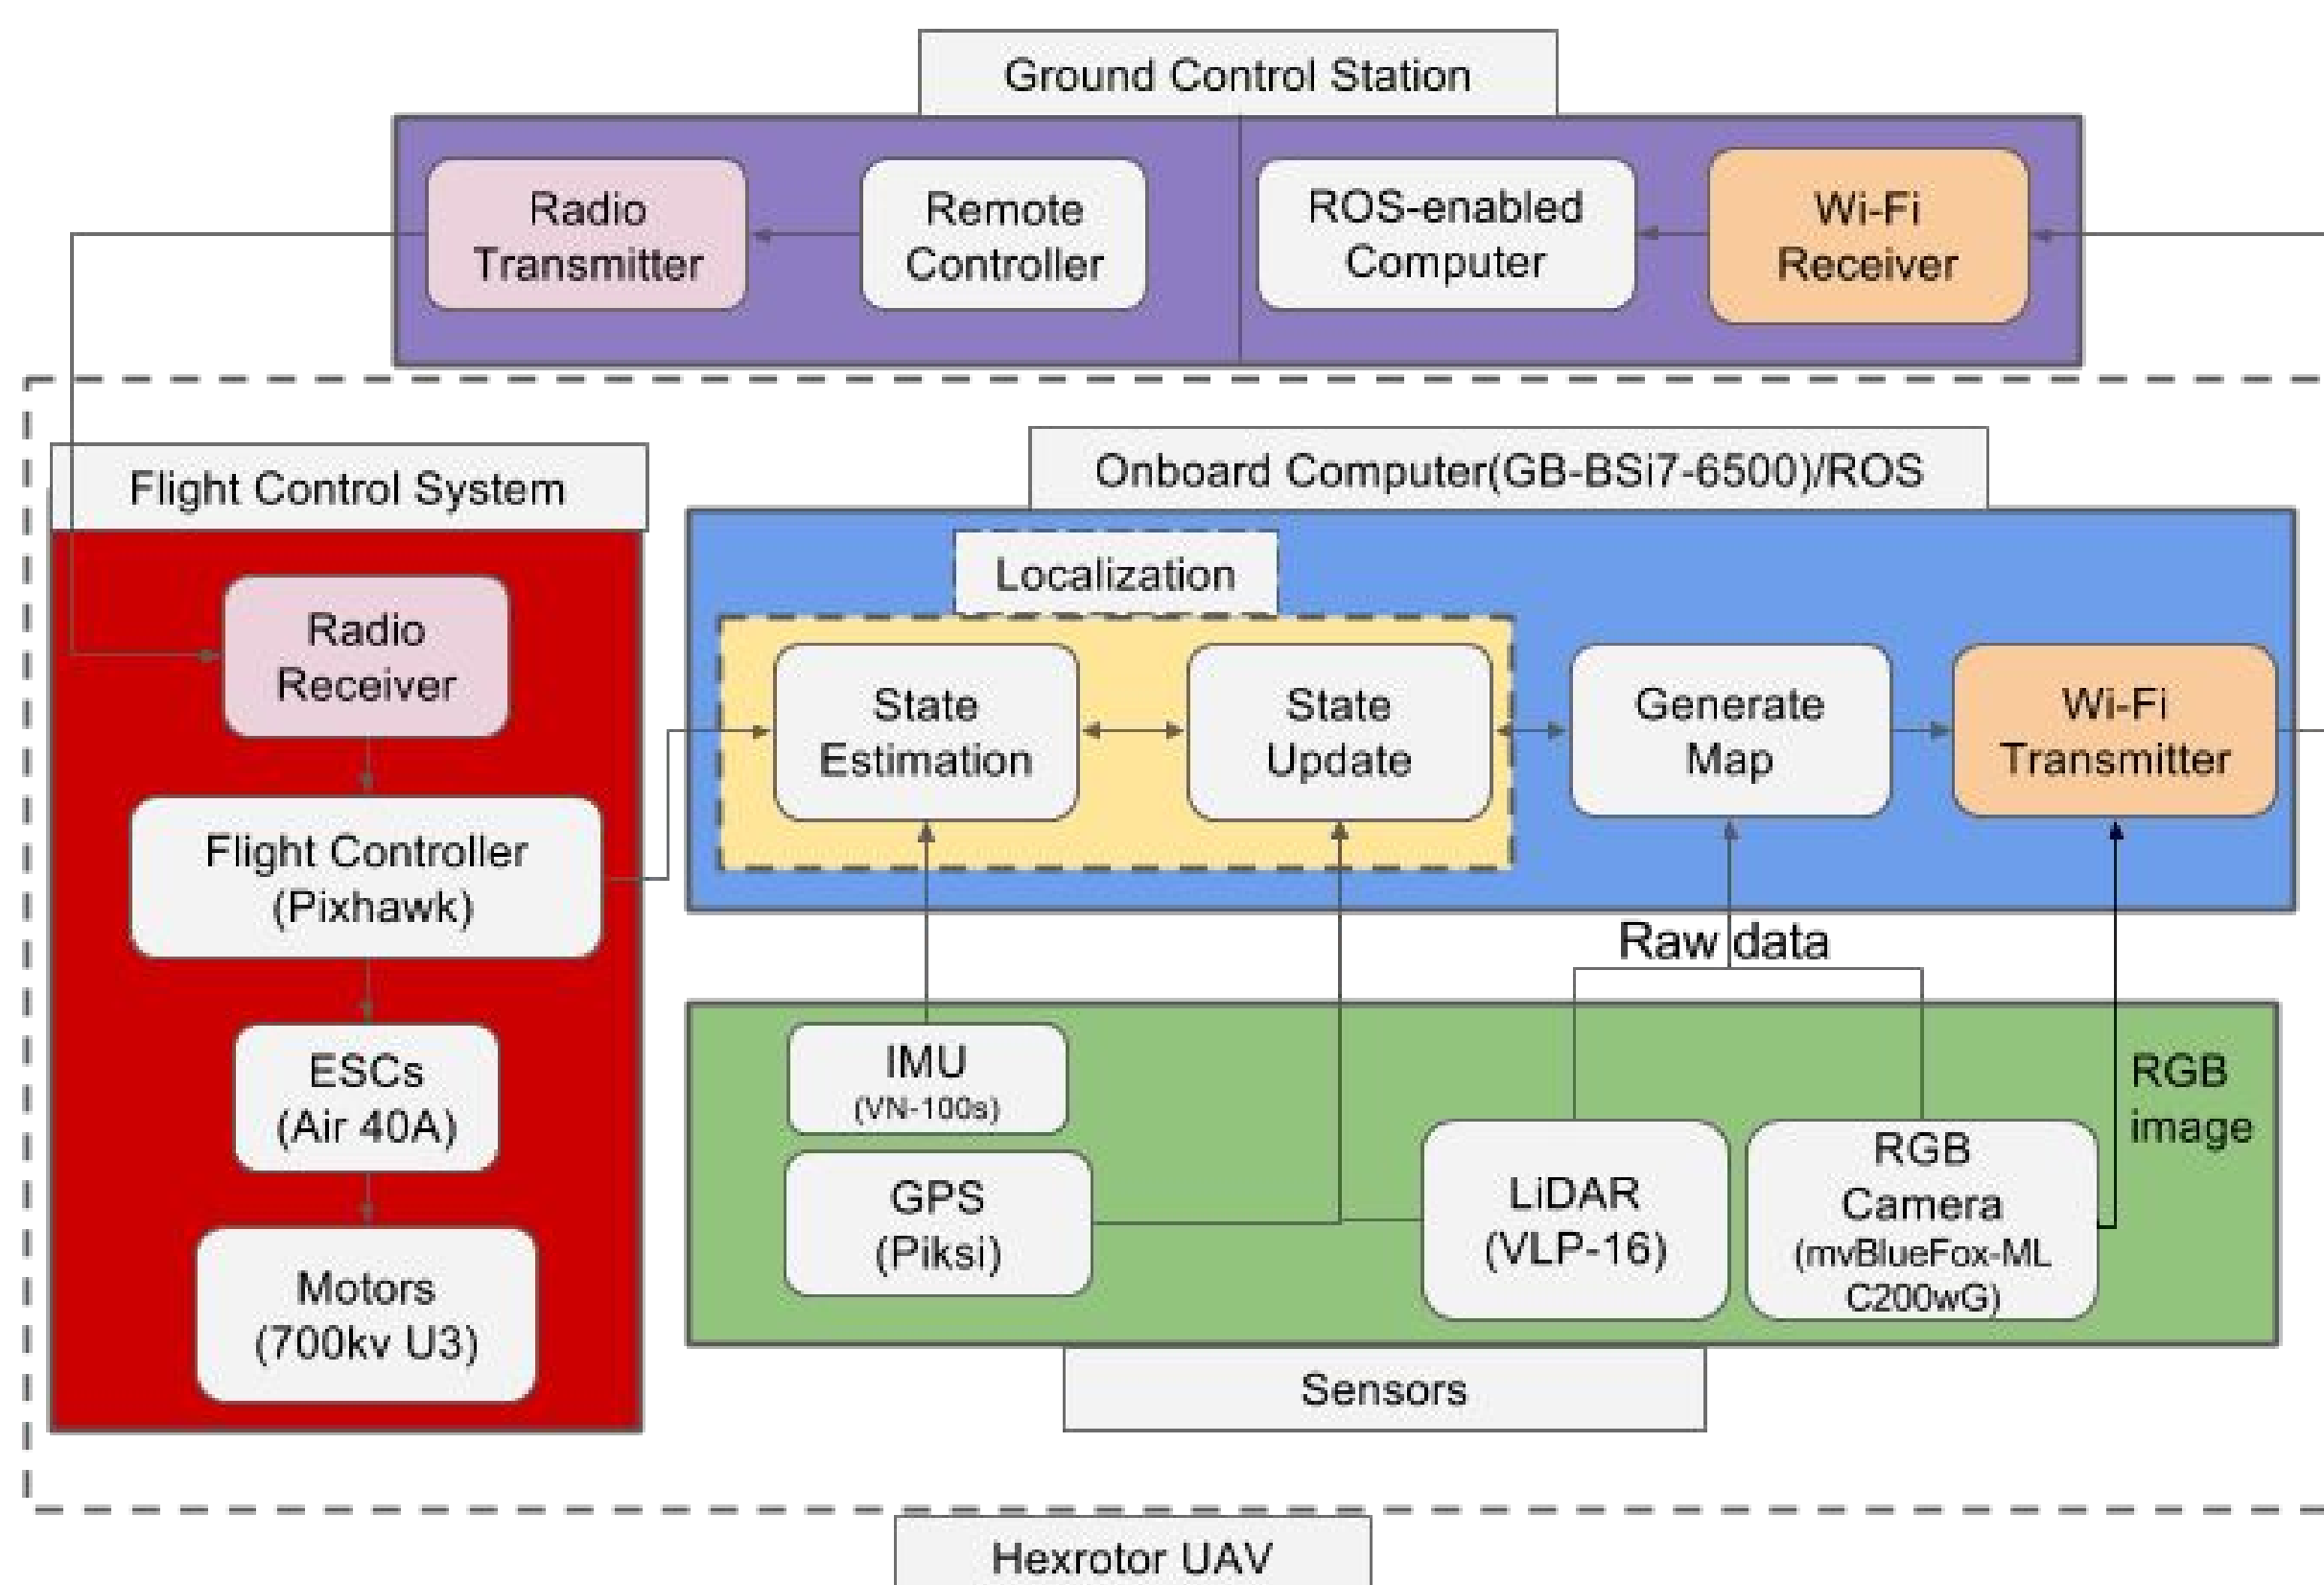 Ground Control Station
Radio
Transmitter
Remote
Controller
ROS-enabled
Computer
Wi-Fi
Receiver
Flight Control System
Onboard Computer(GB-BSi7-6500)/ROS
Localization
Radio
Receiver
State
Estimation
State
Update
Generate
Map
Wi-Fi
Transmitter
Flight Controller
(Pixhawk)
Raw data
ESCs
(Air 40A)
IMU
(VN-100s)
RGB
image
GPS
(Piksi)
LiDAR
(VLP-16)
RGB
Camera
(mvBlueFox-ML
C200wG)
Motors
(700kv U3)
Sensors
Hexrotor UAV